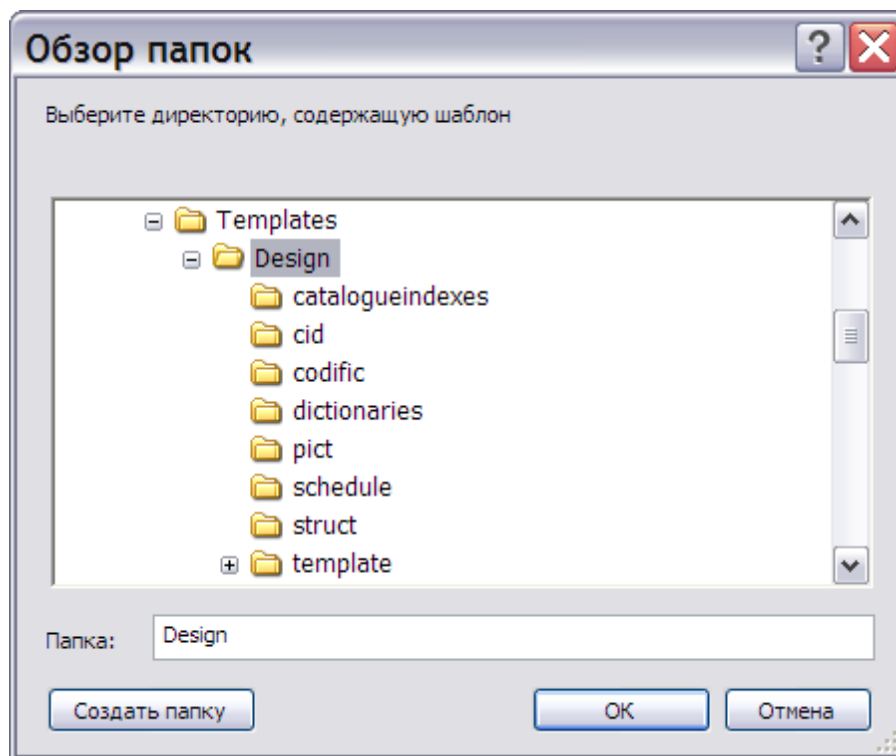 Обзор папок
Выберите директорию, содержащую шаблон
Templates
Design
catalogueindexes
cid
codific
dictionaries
pict
schedule
struct
template
Папка: Design
Создать папку ОК Отмена